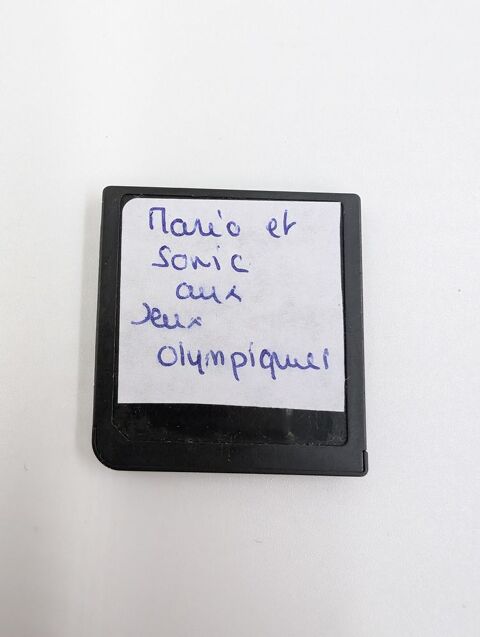 Mario et
Sonic
aux
Jeux
Olympiques